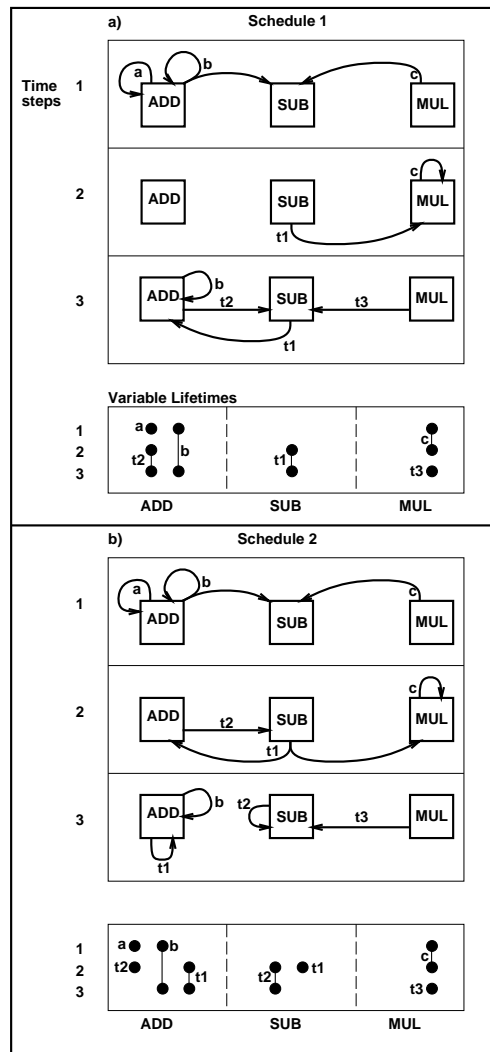 a) Schedule 1
Time steps 1
a b c
ADD SUB MUL
2
c
ADD SUB MUL
t1
3
b
ADD t2 SUB t3 MUL
t1
Variable Lifetimes
1 a
c
2 t2 b t1
3 t3
ADD SUB MUL
b) Schedule 2
a b c
1 ADD SUB MUL
2
c
ADD t2 SUB MUL
t1
3
b t2
ADD SUB t3 MUL
t1
1 a b
c
2 t2 t1 t2 t1
3 t3
ADD SUB MUL